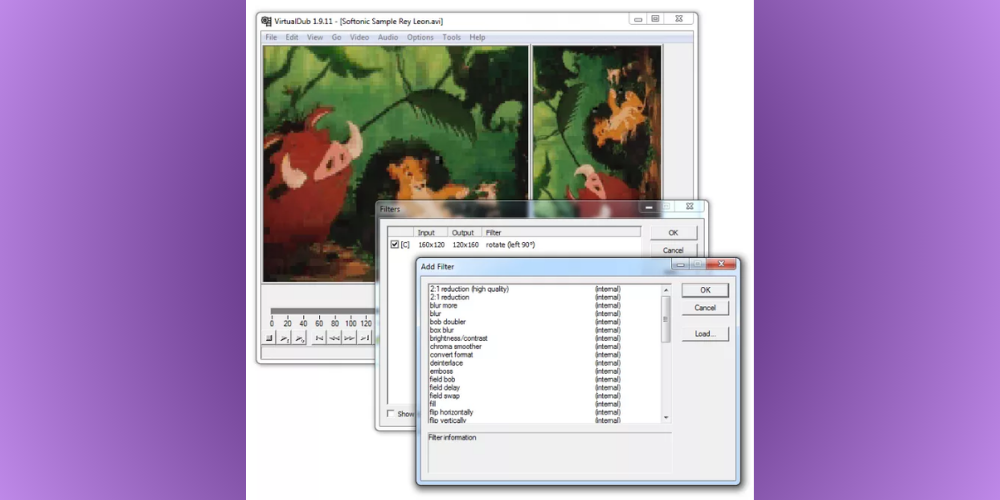 VirtualDub 1.9.11 - [Softonic Sample Rey Leon.avi]
File Edit View Go Video Audio Options Tools Help
Filters
Input Output Filter
[C] 160x120 120x160 rotate (left 90°)
OK
Cancel
0 20 40 60 80 100 120
Show
Add Filter
2:1 reduction (high quality) (internal)
2:1 reduction (internal)
blur more (internal)
blur (internal)
bob doubler (internal)
box blur (internal)
brightness/contrast (internal)
chroma smoother (internal)
convert format (internal)
deinterlace (internal)
emboss (internal)
field bob (internal)
field delay (internal)
field swap (internal)
fill (internal)
flip horizontally (internal)
flip vertically (internal)
OK
Cancel
Load...
Filter information